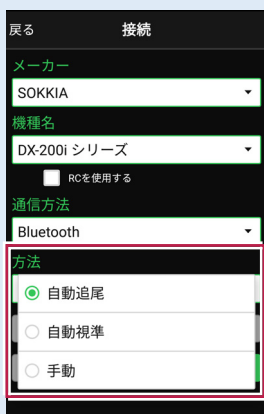 戻る 接続
メーカー
SOKKIA
機種名
DX-200i シリーズ
RCを使用する
通信方法
Bluetooth
方法
自動追尾
自動視準
手動